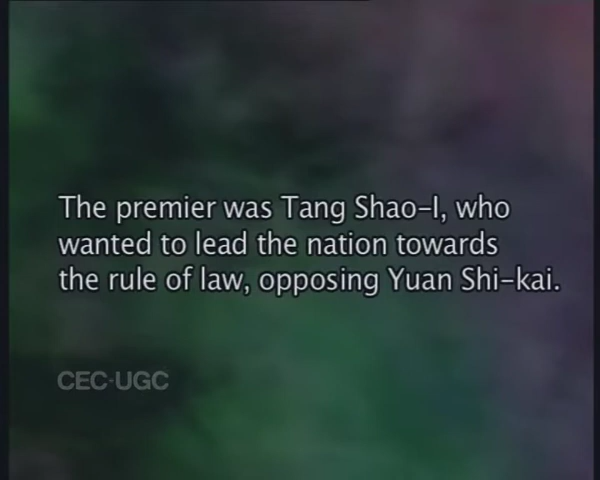 The premier was Tang Shao-I, who
wanted to lead the nation towards
the rule of law, opposing Yuan Shi-kai.
CEC-UGC